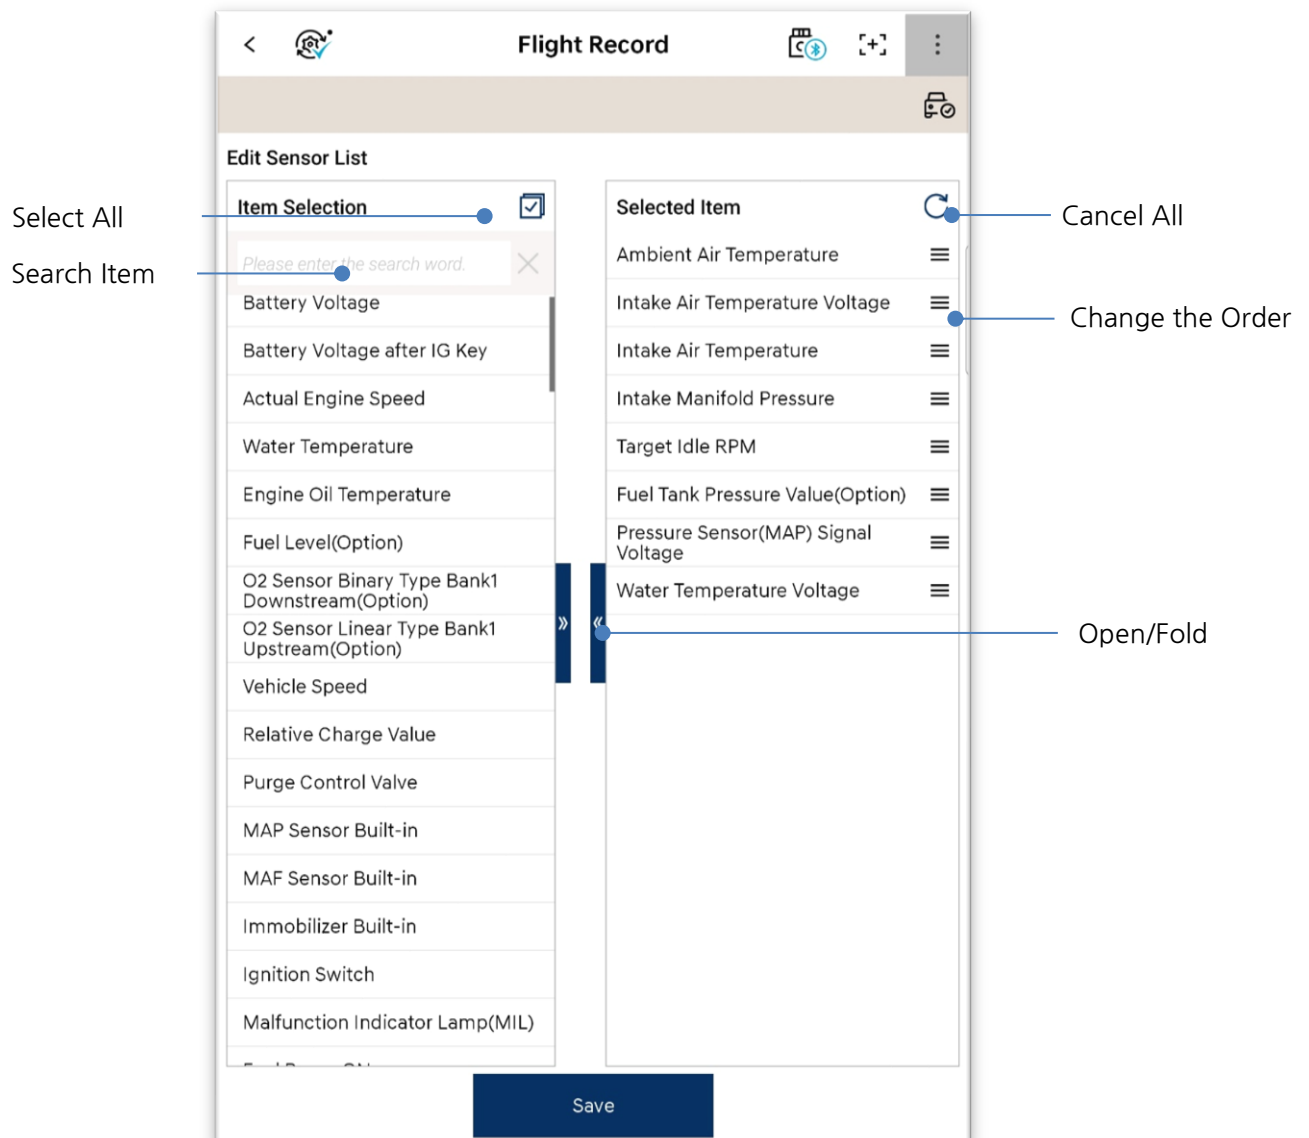 Flight Record
Edit Sensor List
Select All
Search Item
Item Selection
Please enter the search word.
Battery Voltage
Battery Voltage after IG Key
Actual Engine Speed
Water Temperature
Engine Oil Temperature
Fuel Level(Option)
O2 Sensor Binary Type Bank1
Downstream(Option)
O2 Sensor Linear Type Bank1
Upstream(Option)
Vehicle Speed
Relative Charge Value
Purge Control Valve
MAP Sensor Built-in
MAF Sensor Built-in
Immobilizer Built-in
Ignition Switch
Malfunction Indicator Lamp(MIL)
Selected Item
Ambient Air Temperature
Intake Air Temperature Voltage
Intake Air Temperature
Intake Manifold Pressure
Target Idle RPM
Fuel Tank Pressure Value(Option)
Pressure Sensor(MAP) Signal
Voltage
Water Temperature Voltage
Cancel All
Change the Order
Open/Fold
Save